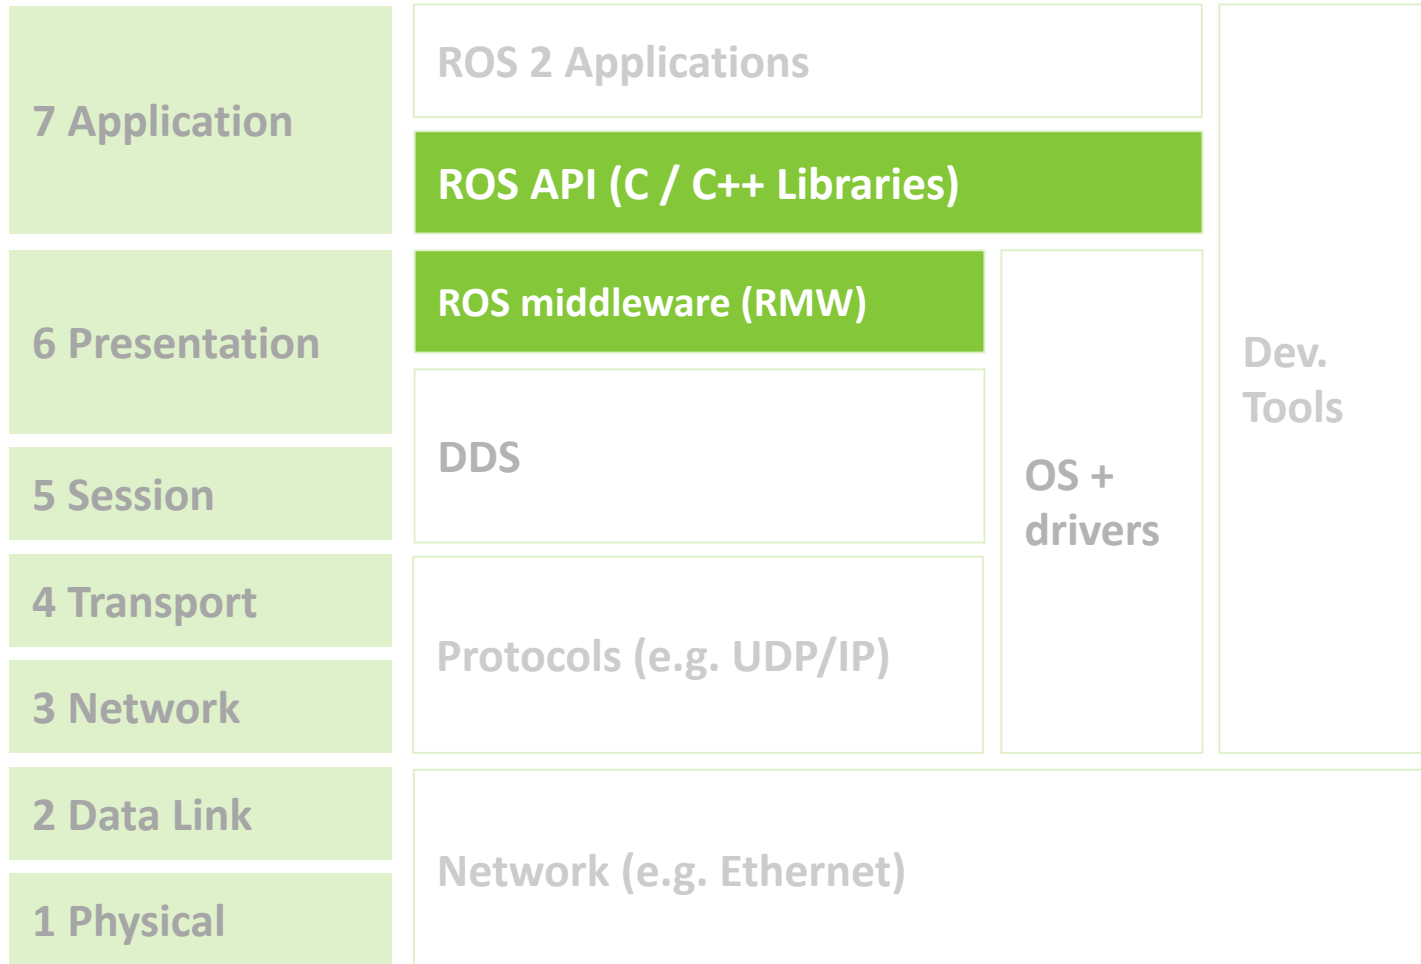 7 Application
6 Presentation
5 Session
4 Transport
3 Network
2 Data Link
1 Physical
ROS 2 Applications
ROS API (C / C++ Libraries)
ROS middleware (RMW)
DDS
Protocols (e.g. UDP/IP)
Network (e.g. Ethernet)
OS +
drivers
Dev.
Tools